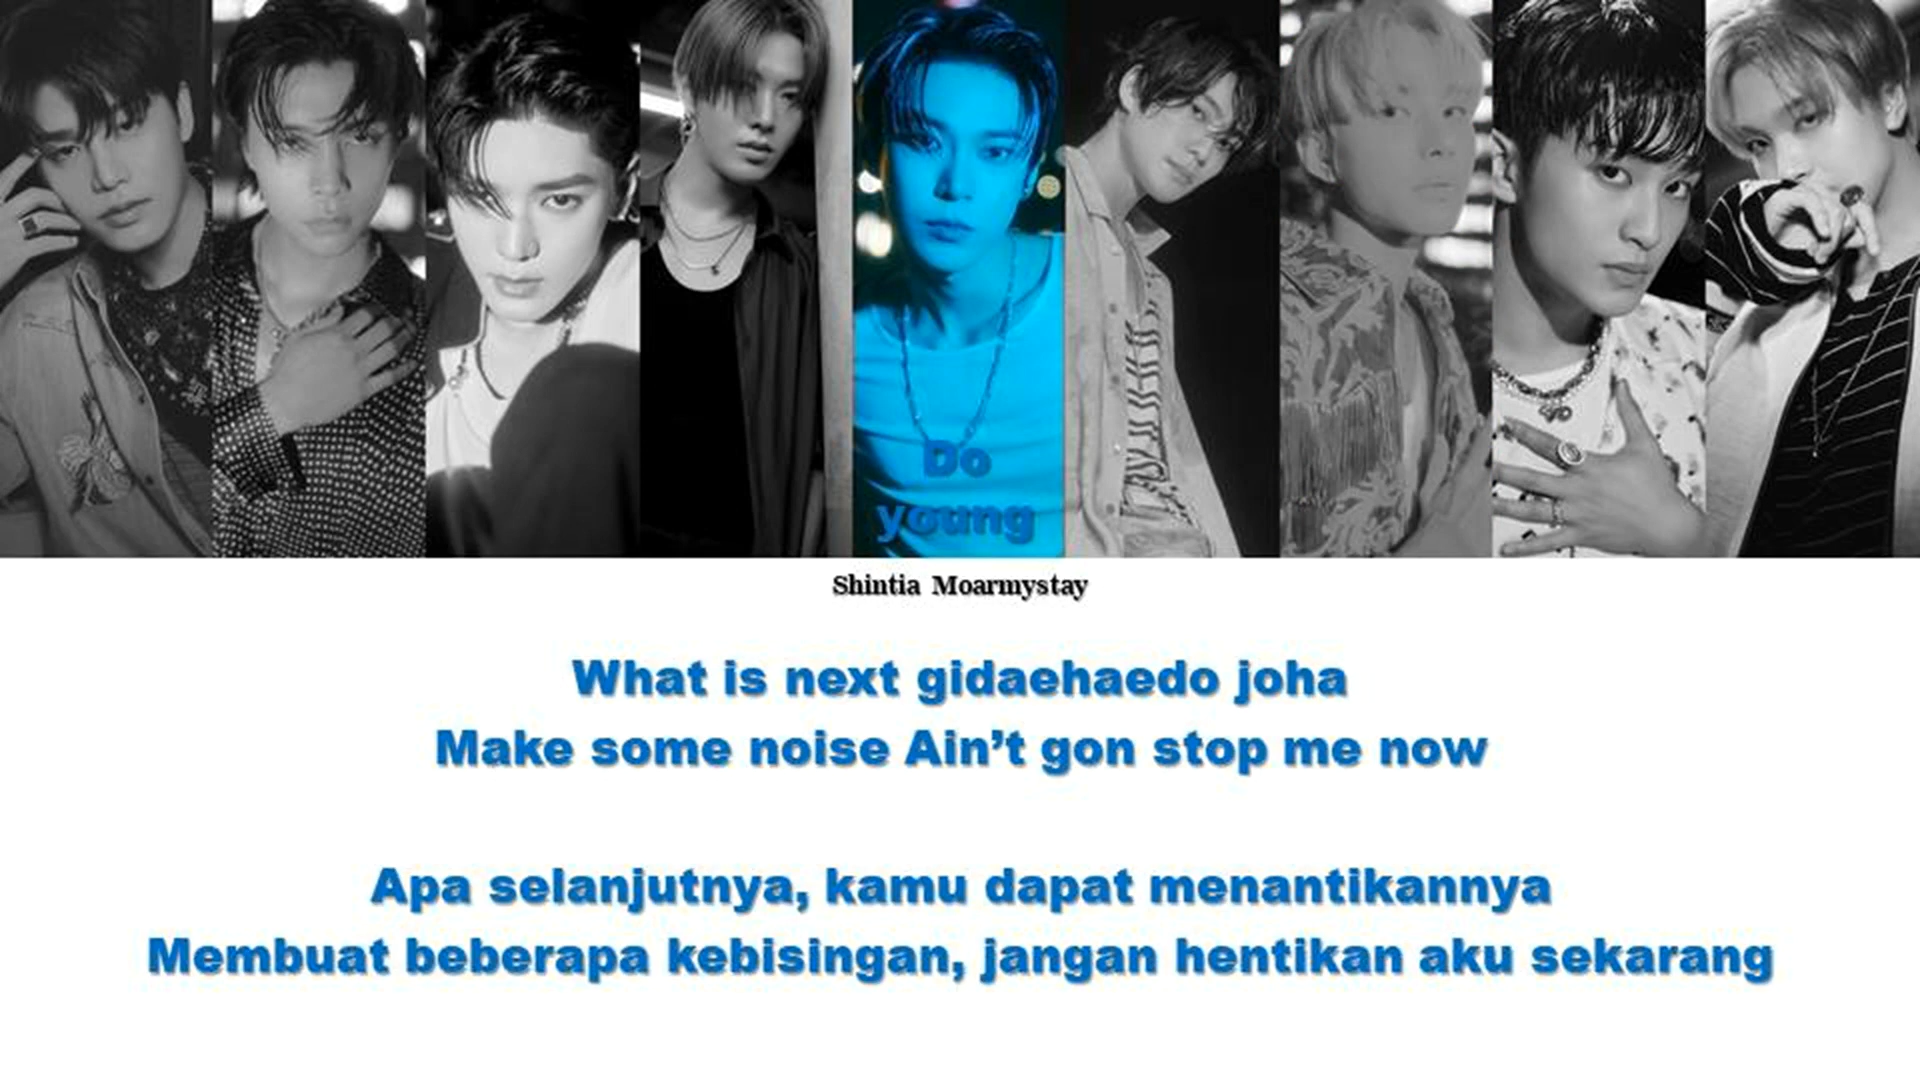 Do
young
Shintia Moarmystay
What is next gidaehaedo joha
Make some noise Ain’t gon stop me now
Apa selanjutnya, kamu dapat menantikannya
Membuat beberapa kebisingan, jangan hentikan aku sekarang